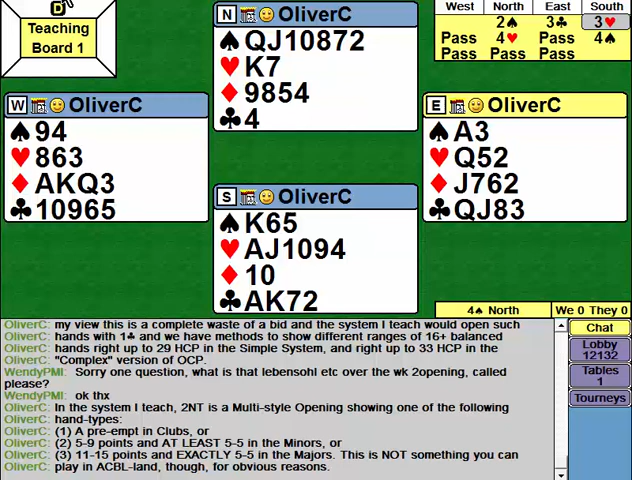 D
Teaching
Board 1
N OliverC
♠ QJ10872
♥ K7
♦ 9854
♣ 4
West North East South
2♠ 3♣ 3♥
Pass 4♥ Pass 4♠
Pass Pass Pass
W OliverC
♠ 94
♥ 863
♦ AKQ3
♣ 10965
E OliverC
♠ A3
♥ Q52
♦ J762
♣ QJ83
S OliverC
♠ K65
♥ AJ1094
♦ 10
♣ AK72
4♠ North We 0 They 0
OliverC: my view this is a complete waste of a bid and the system I teach would open such
OliverC: hands with 1♣ and we have methods to show different ranges of 16+ balanced
OliverC: hands right up to 29 HCP in the Simple System, and right up to 33 HCP in the
OliverC: "Complex" version of OCP.
WendyPMI: Sorry one question, what is that lebensohl etc over the wk 2opening, called
please?
WendyPMI: ok thx
OliverC: In the system I teach, 2NT is a Multi-style Opening showing one of the following
OliverC: hand-types:
OliverC: (1) A pre-empt in Clubs, or
OliverC: (2) 5-9 points and AT LEAST 5-5 in the Minors, or
OliverC: (3) 11-15 points and EXACTLY 5-5 in the Majors. This is NOT something you can
OliverC: play in ACBL-land, though, for obvious reasons.
Chat
Lobby
12132
Tables
1
Tourneys